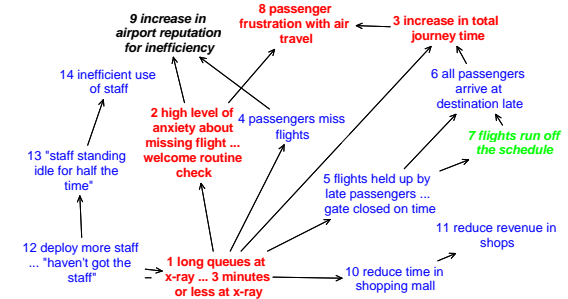 9 increase in
airport reputation
for inefficiency
8 passenger
frustration with air
travel
3 increase in total
journey time
14 inefficient use
of staff
6 all passengers
arrive at
destination late
2 high level of
anxiety about
missing flight ...
welcome routine
check
4 passengers miss
flights
7 flights run off
the schedule
13 "staff standing
idle for half the
time"
5 flights held up by
late passengers ...
gate closed on time
11 reduce revenue in
shops
12 deploy more staff
... "haven't got the
staff"
1 long queues at
x-ray ... 3 minutes
or less at x-ray
10 reduce time in
shopping mall